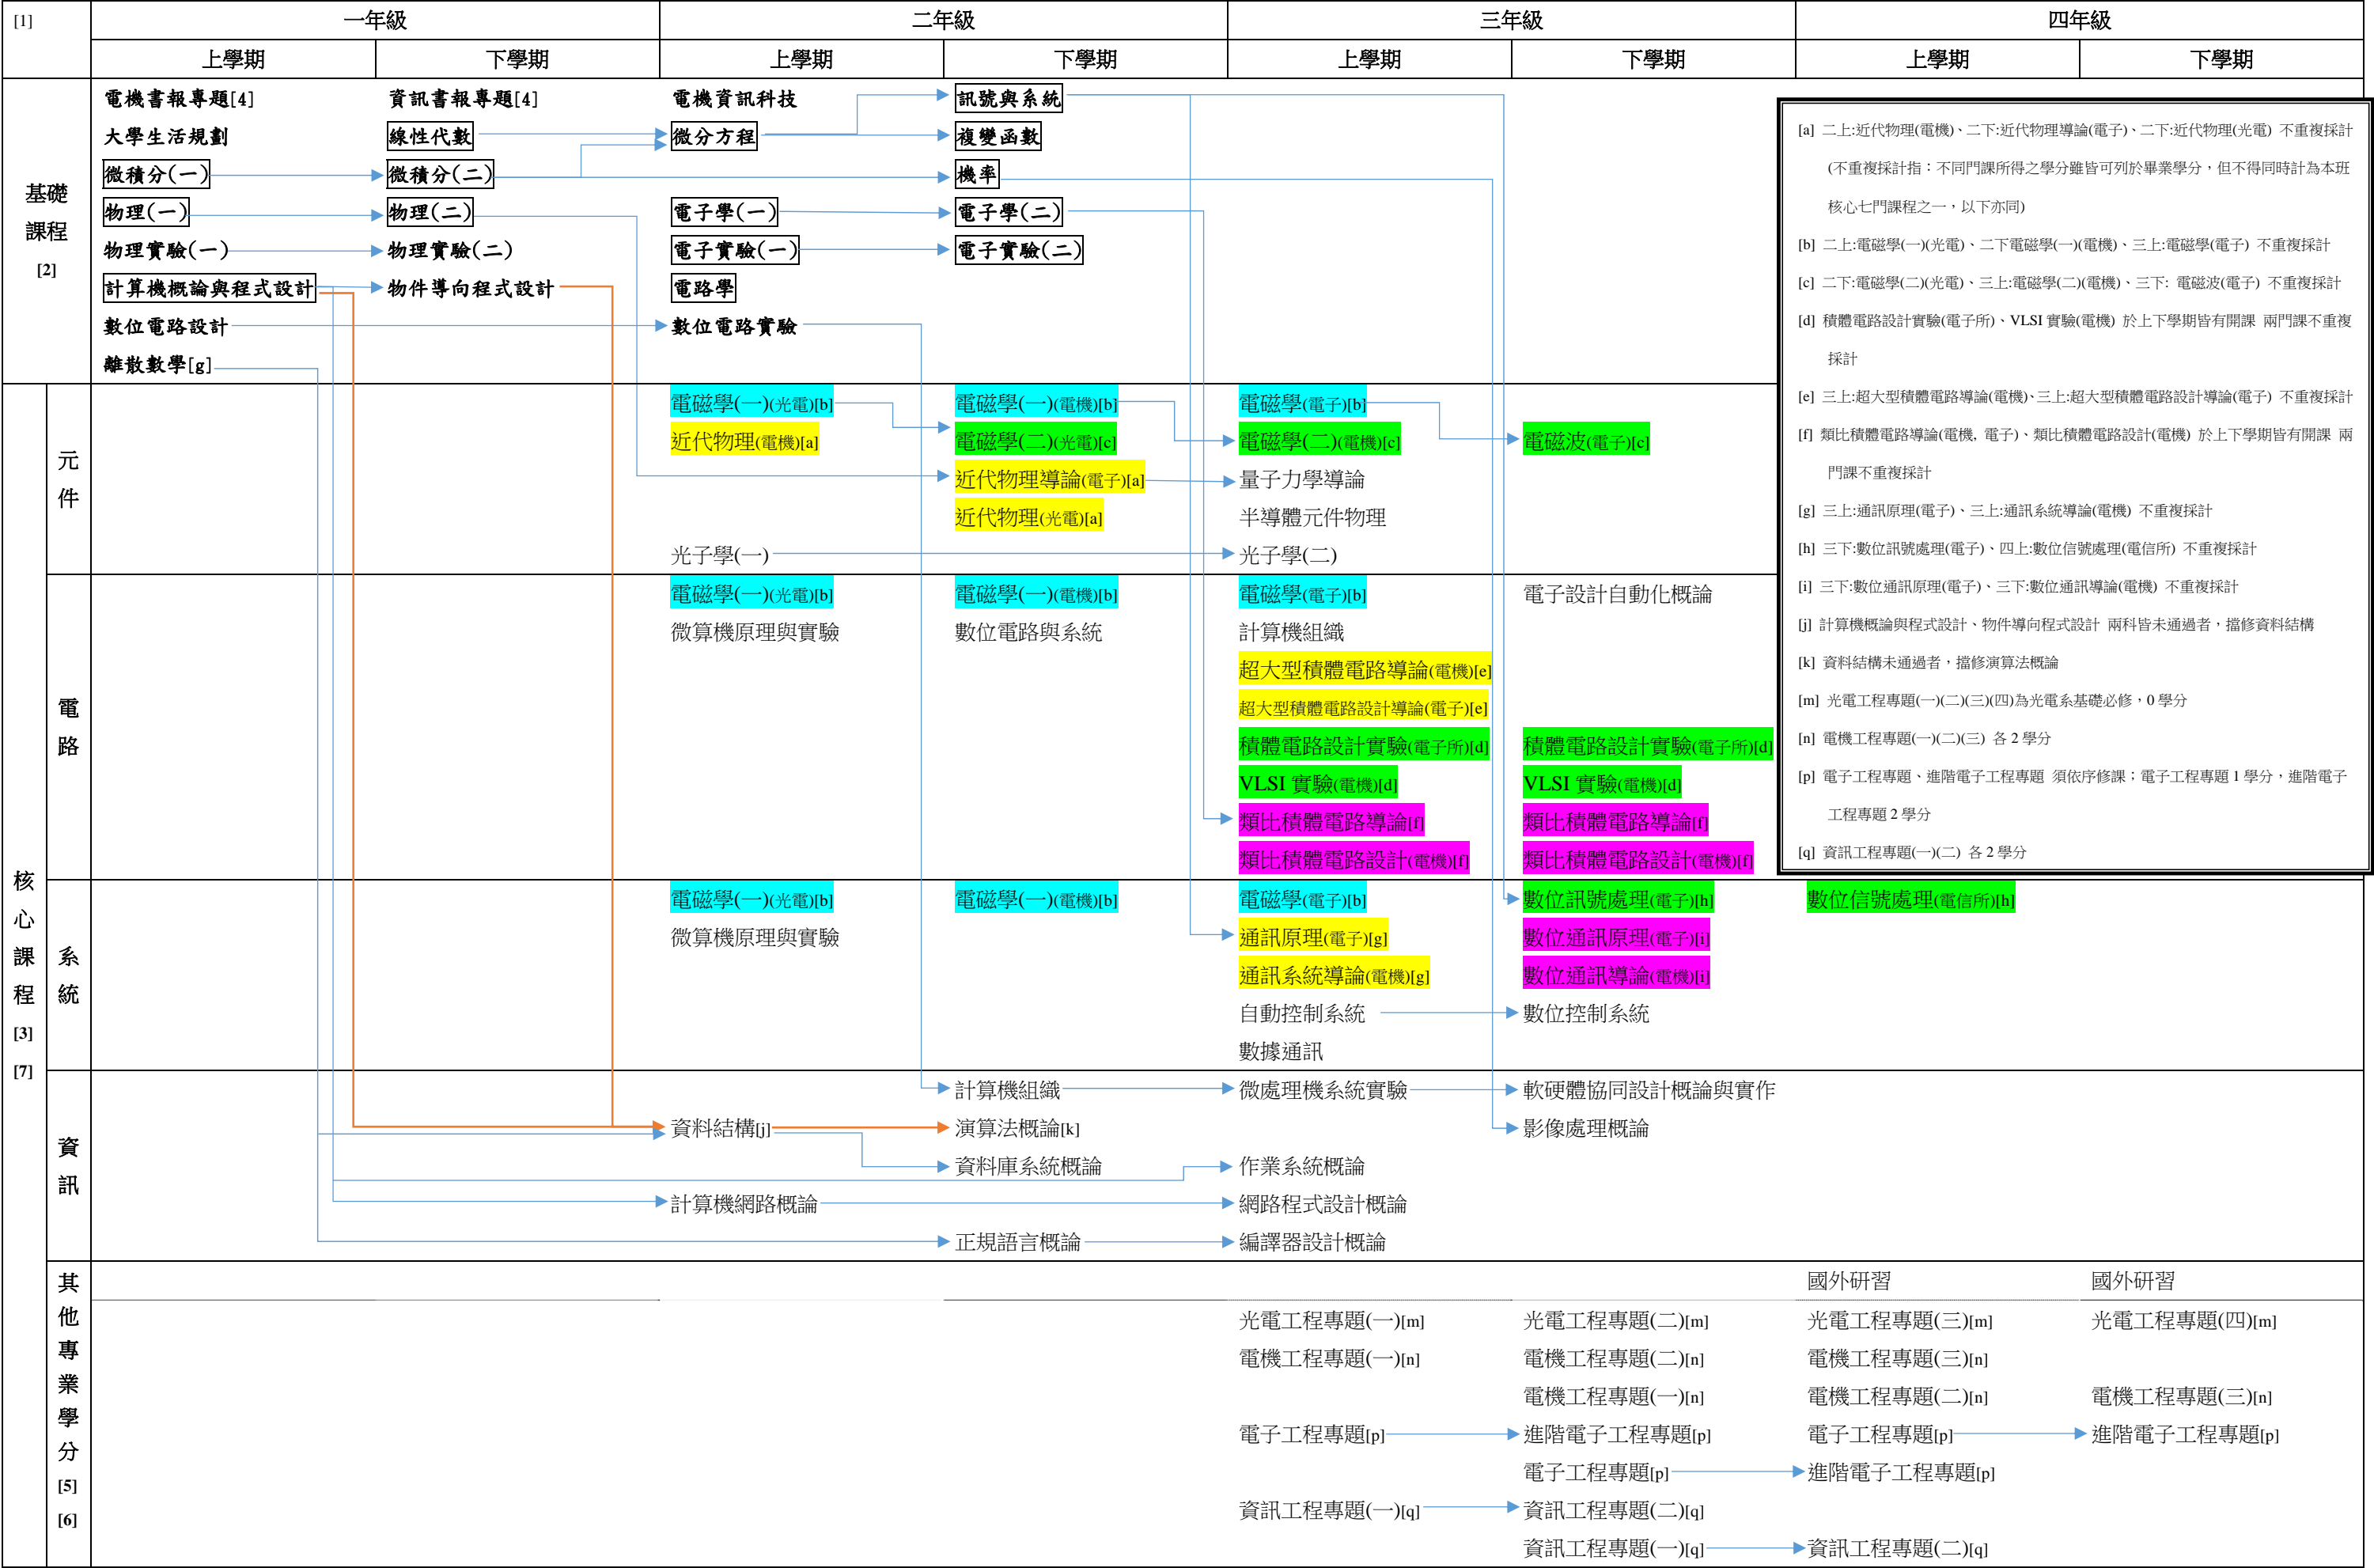 [1] 一年級 二年級 三年級 四年級
上學期 下學期 上學期 下學期 上學期 下學期 上學期 下學期
基礎
課程
[2]
電機書報專題[4] 資訊書報專題[4] 電機資訊科技 訊號與系統
大學生活規劃 線性代數 微分方程 複變函數
微積分(一) 微積分(二) 機率
物理(一) 物理(二) 電子學(一) 電子學(二)
物理實驗(一) 物理實驗(二) 電子實驗(一) 電子實驗(二)
計算機概論與程式設計 物件導向程式設計 電路學
數位電路設計 數位電路實驗
離散數學[g]
[a] 二上:近代物理(電機)、二下:近代物理導論(電子)、二下:近代物理(光電) 不重複採計
(不重複採計指：不同門課所得之學分雖皆可列於畢業學分，但不得同時計為本班
核心七門課程之一，以下亦同)
[b] 二上:電磁學(一)(光電)、二下電磁學(一)(電機)、三上:電磁學(電子) 不重複採計
[c] 二下:電磁學(二)(光電)、三上:電磁學(二)(電機)、三下: 電磁波(電子) 不重複採計
[d] 積體電路設計實驗(電子所)、VLSI 實驗(電機) 於上下學期皆有開課 兩門課不重複
採計
[e] 三上:超大型積體電路導論(電機)、三上:超大型積體電路設計導論(電子) 不重複採計
[f] 類比積體電路導論(電機, 電子)、類比積體電路設計(電機) 於上下學期皆有開課 兩
門課不重複採計
[g] 三上:通訊原理(電子)、三上:通訊系統導論(電機) 不重複採計
[h] 三下:數位訊號處理(電子)、四上:數位信號處理(電信所) 不重複採計
[i] 三下:數位通訊原理(電子)、三下:數位通訊導論(電機) 不重複採計
[j] 計算機概論與程式設計、物件導向程式設計 兩科皆未通過者，擋修資料結構
[k] 資料結構未通過者，擋修演算法概論
[m] 光電工程專題(一)(二)(三)(四)為光電系基礎必修，0 學分
[n] 電機工程專題(一)(二)(三) 各 2 學分
[p] 電子工程專題、進階電子工程專題 須依序修課；電子工程專題 1 學分，進階電子
工程專題 2 學分
[q] 資訊工程專題(一)(二) 各 2 學分
核
心
課
程
[3]
[7]
元
件
電磁學(一)(光電)[b] 電磁學(一)(電機)[b] 電磁學(電子)[b]
近代物理(電機)[a] 電磁學(二)(光電)[c] 電磁學(二)(電機)[c] 電磁波(電子)[c]
近代物理導論(電子)[a] 量子力學導論
近代物理(光電)[a] 半導體元件物理
光子學(一) 光子學(二)
電
路
電磁學(一)(光電)[b] 電磁學(一)(電機)[b] 電磁學(電子)[b] 電子設計自動化概論
微算機原理與實驗 數位電路與系統 計算機組織
超大型積體電路導論(電機)[e]
超大型積體電路設計導論(電子)[e]
積體電路設計實驗(電子所)[d] 積體電路設計實驗(電子所)[d]
VLSI 實驗(電機)[d] VLSI 實驗(電機)[d]
類比積體電路導論[f] 類比積體電路導論[f]
類比積體電路設計(電機)[f] 類比積體電路設計(電機)[f]
系
統
電磁學(一)(光電)[b] 電磁學(一)(電機)[b] 電磁學(電子)[b] 數位訊號處理(電子)[h] 數位信號處理(電信所)[h]
微算機原理與實驗 通訊原理(電子)[g] 數位通訊原理(電子)[i]
通訊系統導論(電機)[g] 數位通訊導論(電機)[i]
自動控制系統 數位控制系統
數據通訊
資
訊
計算機組織 微處理機系統實驗 軟硬體協同設計概論與實作
資料結構[j] 演算法概論[k] 影像處理概論
資料庫系統概論 作業系統概論
計算機網路概論 網路程式設計概論
正規語言概論 編譯器設計概論
其
他
專
業
學
分
[5]
[6]
國外研習 國外研習
光電工程專題(一)[m] 光電工程專題(二)[m] 光電工程專題(三)[m] 光電工程專題(四)[m]
電機工程專題(一)[n] 電機工程專題(二)[n] 電機工程專題(三)[n]
電機工程專題(一)[n] 電機工程專題(二)[n] 電機工程專題(三)[n]
電子工程專題[p] 進階電子工程專題[p] 電子工程專題[p] 進階電子工程專題[p]
電子工程專題[p] 進階電子工程專題[p]
資訊工程專題(一)[q] 資訊工程專題(二)[q]
資訊工程專題(一)[q] 資訊工程專題(二)[q]